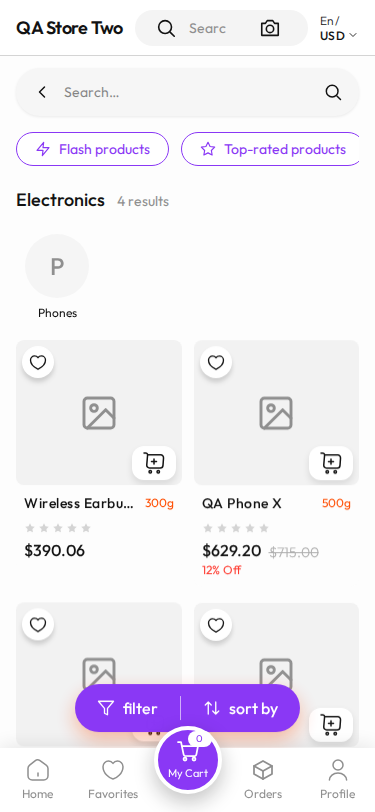 QA Store Two
Searc
En /
USD
Search...
Flash products
Top-rated products
Electronics 4 results
P
Phones
Wireless Earbu... 300g
$390.06
QA Phone X 500g
$629.20 $715.00
12% Off
filter
sort by
0
My Cart
Home
Favorites
Orders
Profile